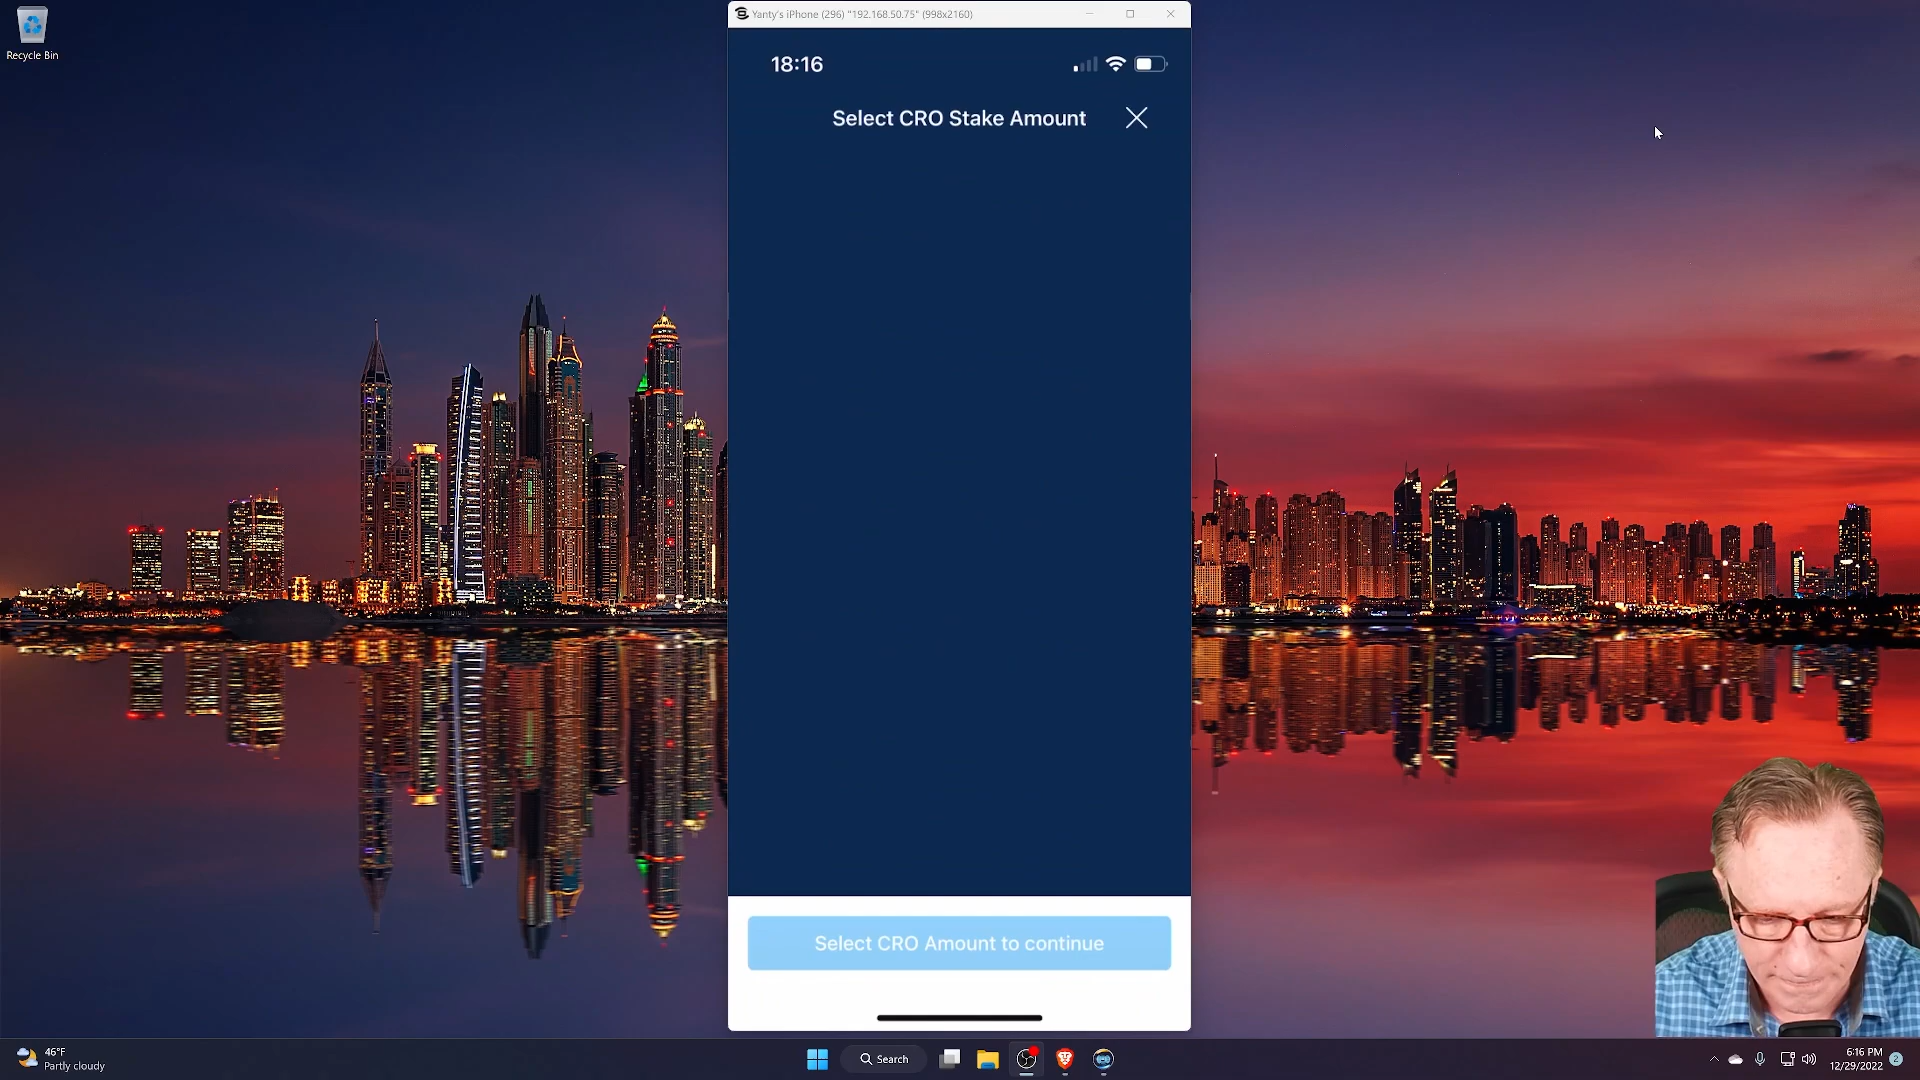 Recycle Bin
Yanty's iPhone (296) "192.168.50.75" (998x2160)
18:16
Select CRO Stake Amount
Select CRO Amount to continue
46°F
Partly cloudy
Search
6:16 PM
12/29/2022
2